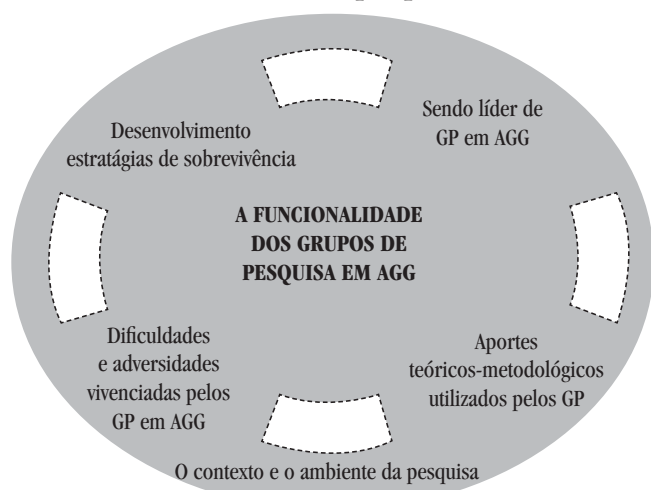 Desenvolvimento
estratágias de sobrevivência
Sendo líder de
GP em AGG
A FUNCIONALIDADE
DOS GRUPOS DE
PESQUISA EM AGG
Dificuldades
e adversidades
vivenciadas pelos
GP em AGG
Aportes
teóricos-metodológicos
utilizados pelos GP
O contexto e o ambiente da pesquisa